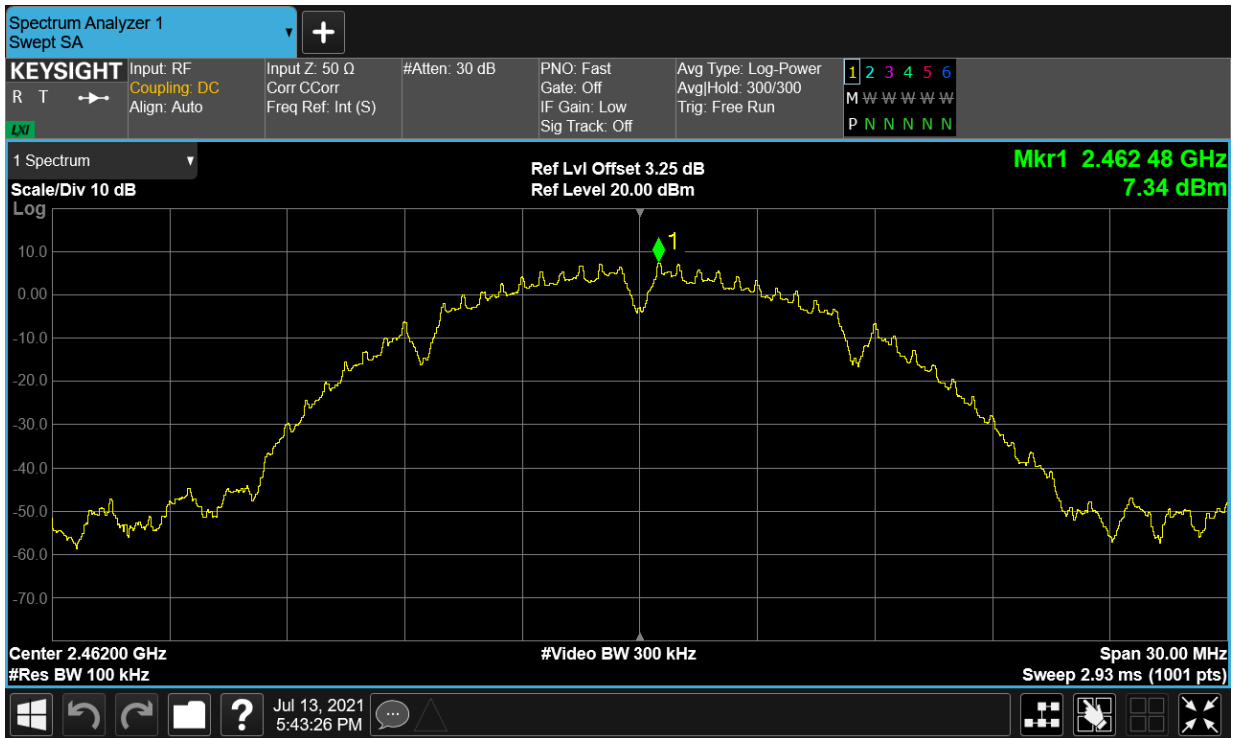 Spectrum Analyzer 1
Swept SA
+
KEYSIGHT
R T
LXI
Input: RF
Coupling: DC
Align: Auto
Input Z: 50 Ω
Corr CCorr
Freq Ref: Int (S)
#Atten: 30 dB
PNO: Fast
Gate: Off
IF Gain: Low
Sig Track: Off
Avg Type: Log-Power
Avg|Hold: 300/300
Trig: Free Run
1 2 3 4 5 6
M W W W W W
P N N N N N
1 Spectrum
Scale/Div 10 dB
Log
Ref Lvl Offset 3.25 dB
Ref Level 20.00 dBm
Mkr1 2.462 48 GHz
7.34 dBm
1
10.0
0.00
-10.0
-20.0
-30.0
-40.0
-50.0
-60.0
-70.0
Center 2.46200 GHz
#Res BW 100 kHz
#Video BW 300 kHz
Span 30.00 MHz
Sweep 2.93 ms (1001 pts)
?
Jul 13, 2021
5:43:26 PM